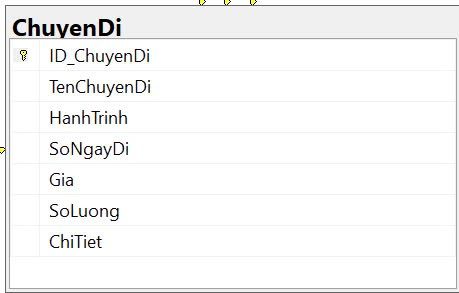 ChuyenDi
ID_ChuyenDi
TenChuyenDi
HanhTrinh
SoNgayDi
Gia
SoLuong
ChiTiet